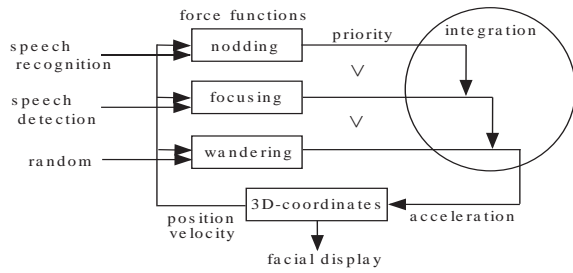 force functions
speech
recognition
nodding
priority
integration
∨
speech
detection
focusing
∨
random
wandering
3D-coordinates
position
velocity
acceleration
facial display